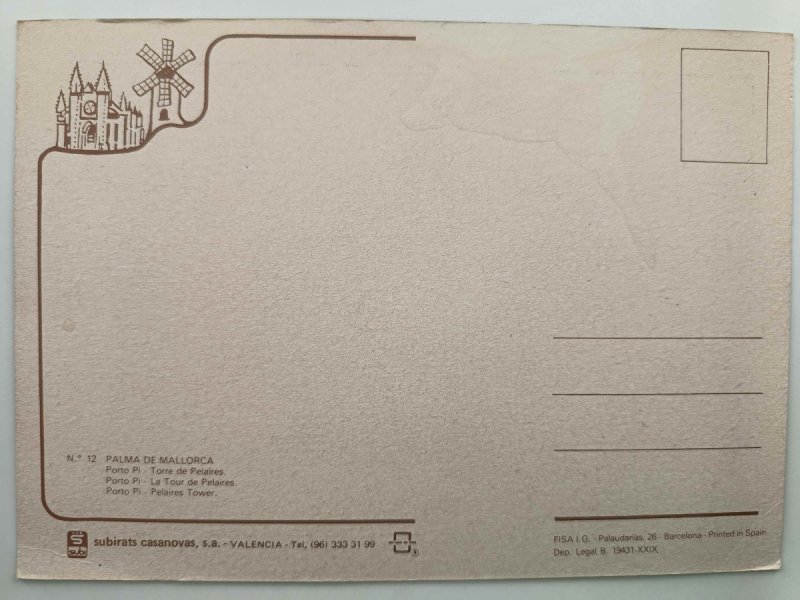 N.° 12 PALMA DE MALLORCA
Porto Pi - Torre de Pelaires.
Porto Pi - La Tour de Pelaires.
Porto Pi - Pelaires Tower.
sub
subirats casanovas, s.a. - VALENCIA - Tel. (96) 333 31 99
FISA I.G. - Palaudarias, 26 - Barcelona - Printed in Spain
Dep. Legal B. 19431-XXIX